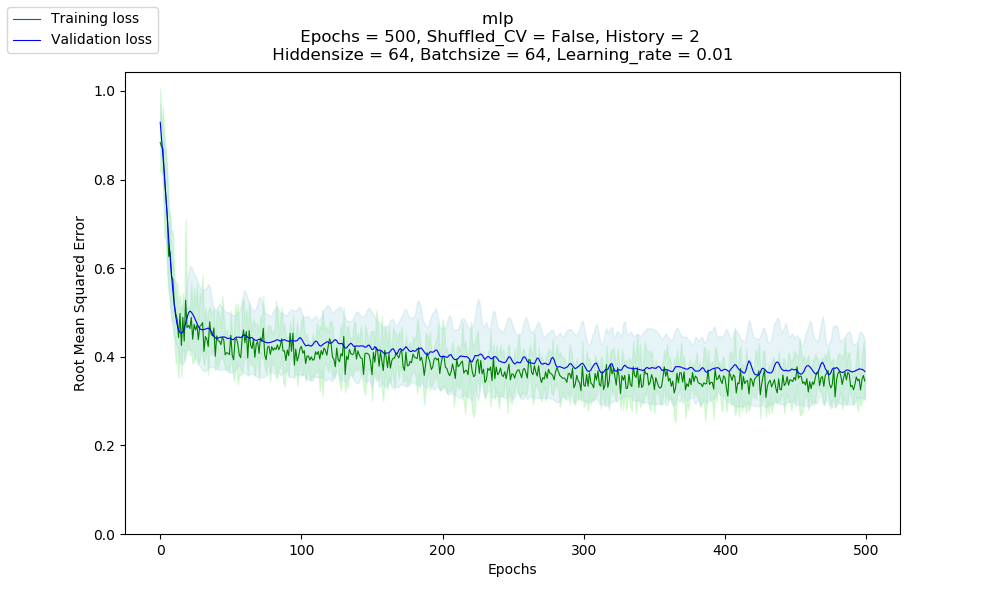 Training loss
Validation loss
mlp
Epochs = 500, Shuffled_CV = False, History = 2
Hiddensize = 64, Batchsize = 64, Learning_rate = 0.01
Root Mean Squared Error
1.0
0.8
0.6
0.4
0.2
0.0
0
100
200
300
400
500
Epochs